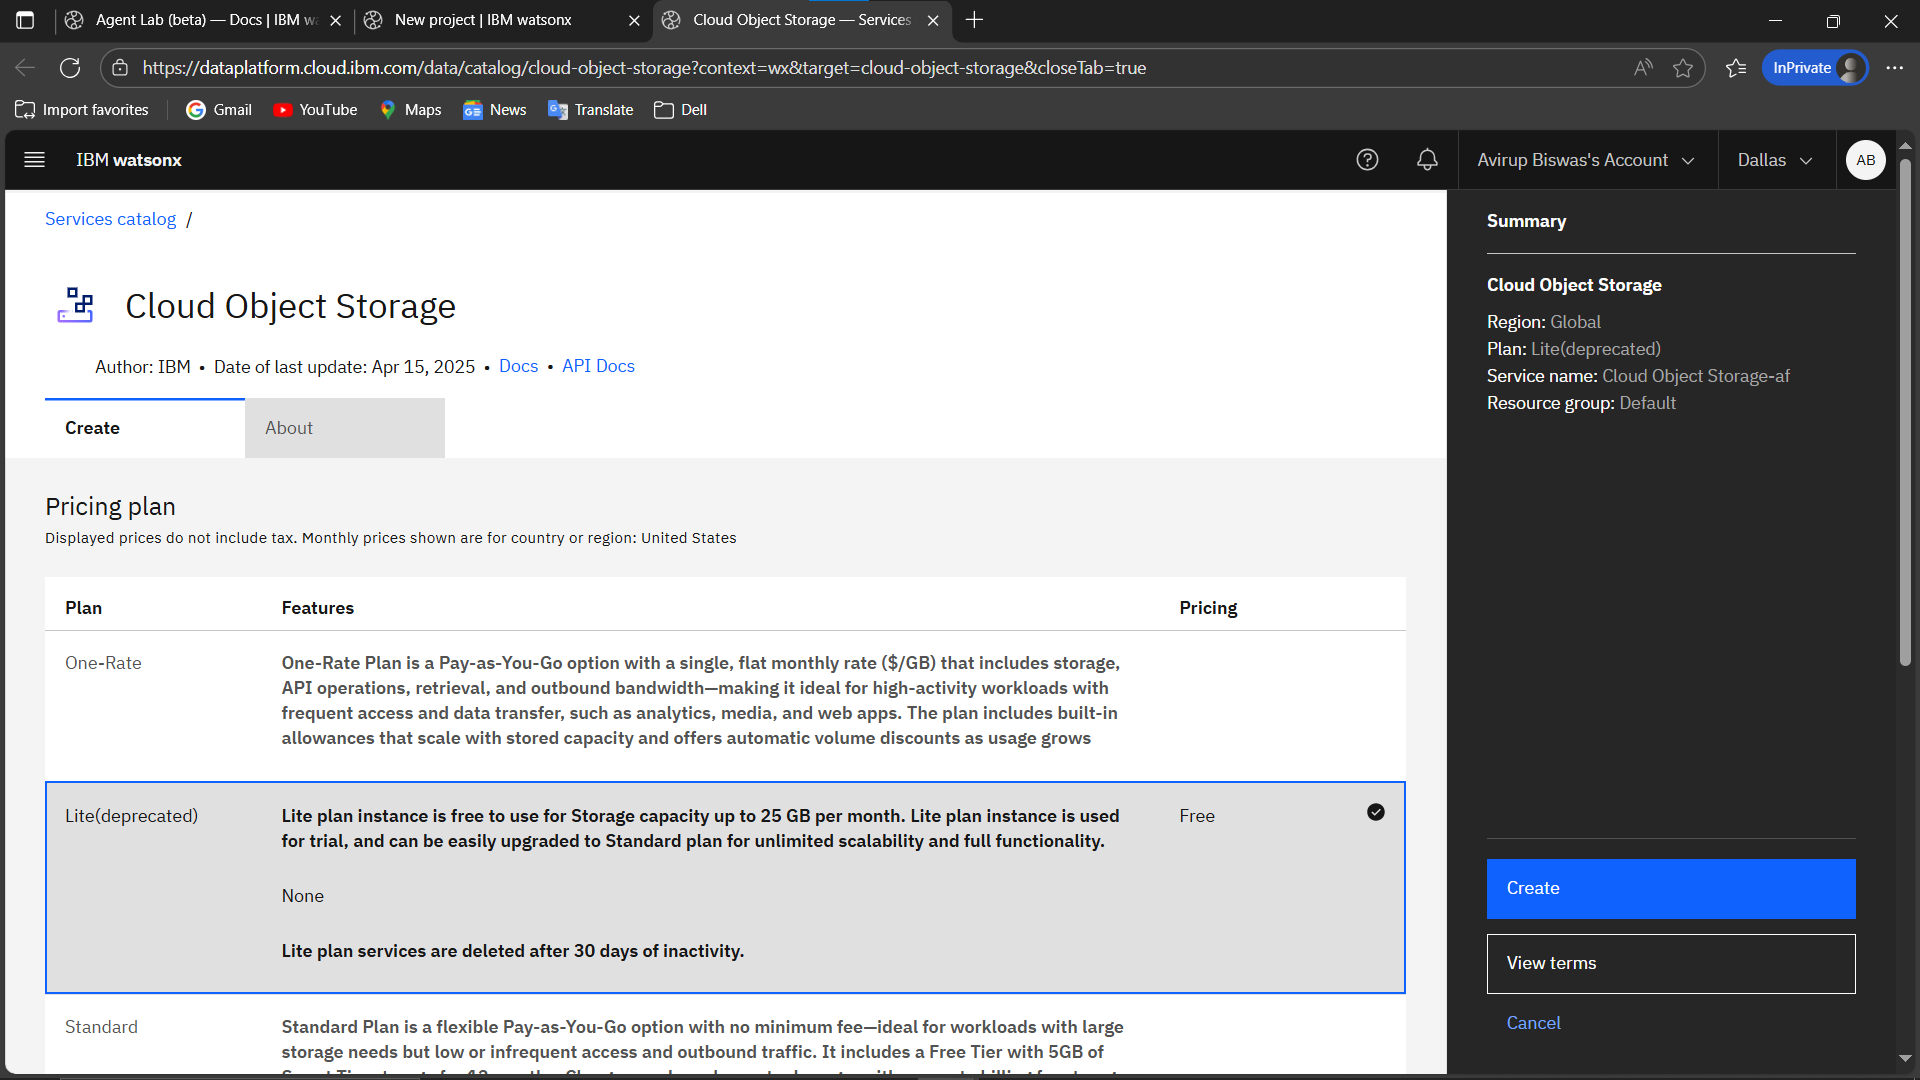 Agent Lab (beta) — Docs | IBM w
New project | IBM watsonx
Cloud Object Storage — Services
https://dataplatform.cloud.ibm.com/data/catalog/cloud-object-storage?context=wx&target=cloud-object-storage&closeTab=true
InPrivate
Import favorites
Gmail
YouTube
Maps
News
Translate
Dell
IBM watsonx
Avirup Biswas's Account
Dallas
AB
Services catalog /
Cloud Object Storage
Author: IBM • Date of last update: Apr 15, 2025 • Docs • API Docs
Create
About
Pricing plan
Displayed prices do not include tax. Monthly prices shown are for country or region: United States
Plan
Features
Pricing
One-Rate
One-Rate Plan is a Pay-as-You-Go option with a single, flat monthly rate ($/GB) that includes storage,
API operations, retrieval, and outbound bandwidth—making it ideal for high-activity workloads with
frequent access and data transfer, such as analytics, media, and web apps. The plan includes built-in
allowances that scale with stored capacity and offers automatic volume discounts as usage grows
Lite(deprecated)
Lite plan instance is free to use for Storage capacity up to 25 GB per month. Lite plan instance is used
for trial, and can be easily upgraded to Standard plan for unlimited scalability and full functionality.
None
Lite plan services are deleted after 30 days of inactivity.
Free
Standard
Standard Plan is a flexible Pay-as-You-Go option with no minimum fee—ideal for workloads with large
storage needs but low or infrequent access and outbound traffic. It includes a Free Tier with 5GB of
Summary
Cloud Object Storage
Region: Global
Plan: Lite(deprecated)
Service name: Cloud Object Storage-af
Resource group: Default
Create
View terms
Cancel